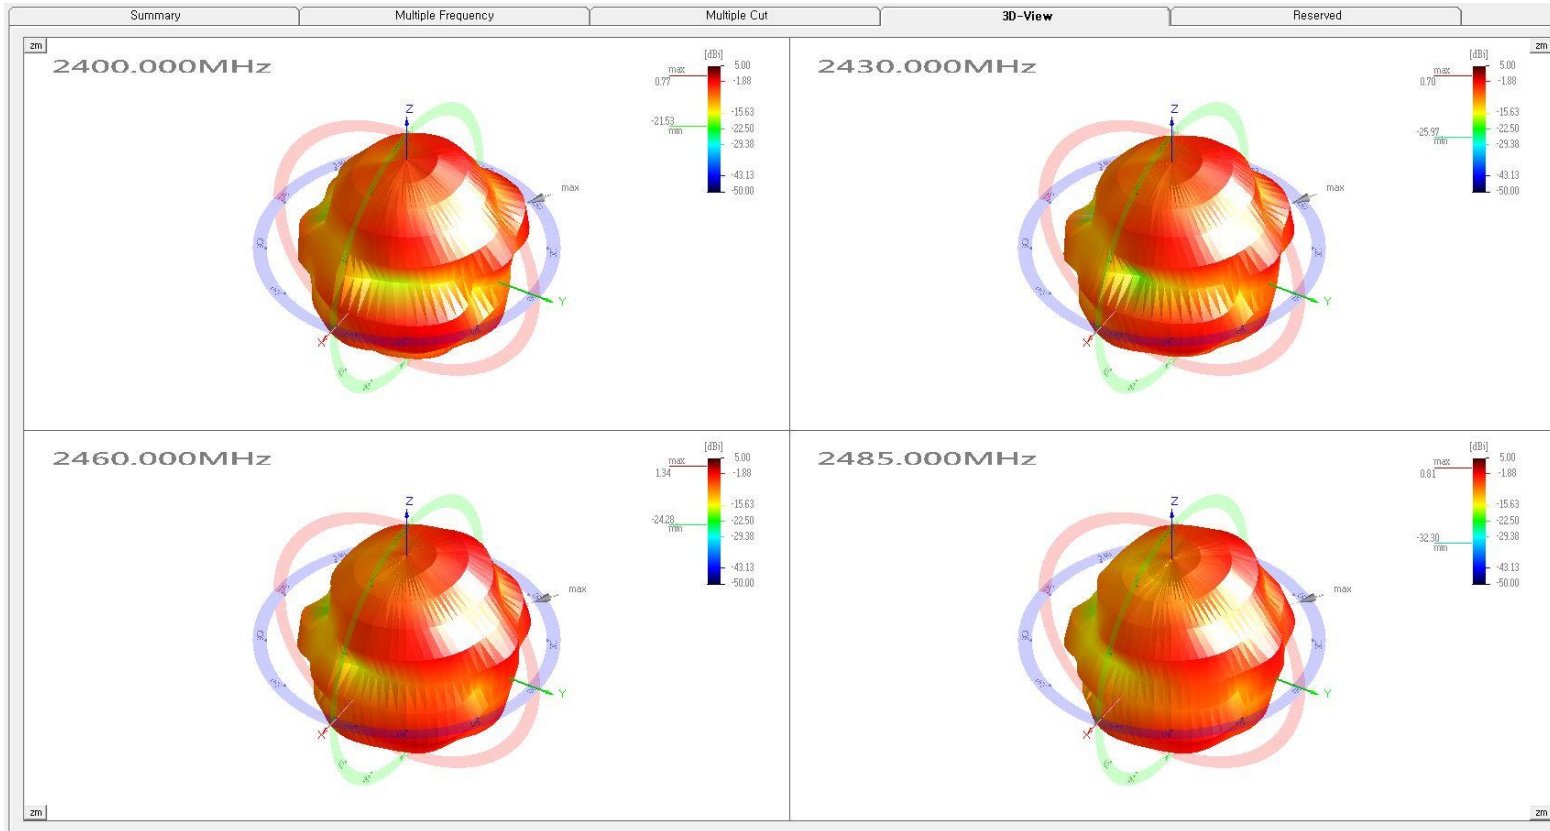 Summary
Multiple Frequency
Multiple Cut
3D-View
Reserved
zm
2400.000MHz
[dBi]
max
0.77
5.00
-1.88
-15.63
-21.53
min
-22.50
-29.38
-43.13
-50.00
Z
max
Y
X
zm
2430.000MHz
[dBi]
max
0.70
5.00
-1.88
-15.63
-22.50
-25.97
min
-29.38
-43.13
-50.00
Z
max
Y
X
2460.000MHz
[dBi]
max
1.34
5.00
-1.88
-15.63
-24.28
min
-22.50
-29.38
-43.13
-50.00
Z
max
Y
X
zm
2485.000MHz
[dBi]
max
0.81
5.00
-1.88
-15.63
-22.50
-29.38
-32.30
min
-43.13
-50.00
Z
max
Y
X
zm